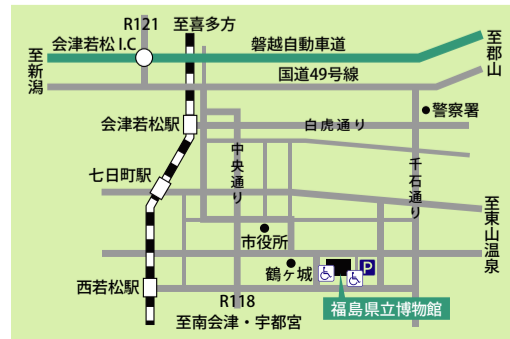 R121
至喜多方
会津若松 I.C
磐越自動車道
至郡山
至新潟
国道49号線
警察署
会津若松駅
白虎通り
中央通り
千石通り
七日町駅
至東山温泉
市役所
鶴ヶ城
P
西若松駅
R118
福島県立博物館
至南会津・宇都宮